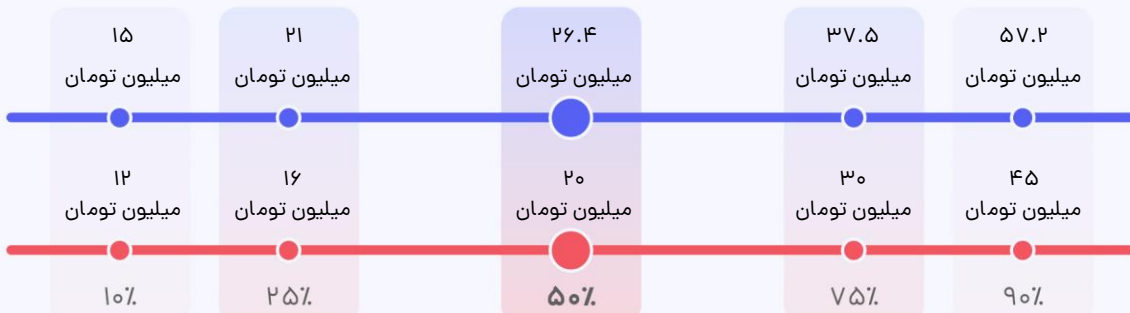 ۱۵
میلیون تومان
۲۱
میلیون تومان
۲۶.۴
میلیون تومان
۳۷.۵
میلیون تومان
۵۷.۲
میلیون تومان
۱۲
میلیون تومان
۱۶
میلیون تومان
۲۰
میلیون تومان
۳۰
میلیون تومان
۴۵
میلیون تومان
۱۰٪
۲۵٪
۵۰٪
۷۵٪
۹۰٪